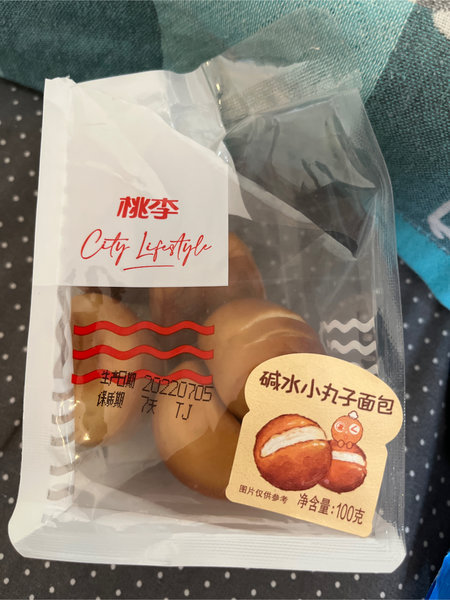 桃李
City Lifestyle
生产日期 20220705
保质期 7天 TJ
碱水小丸子面包
图片仅供参考 净含量:100克